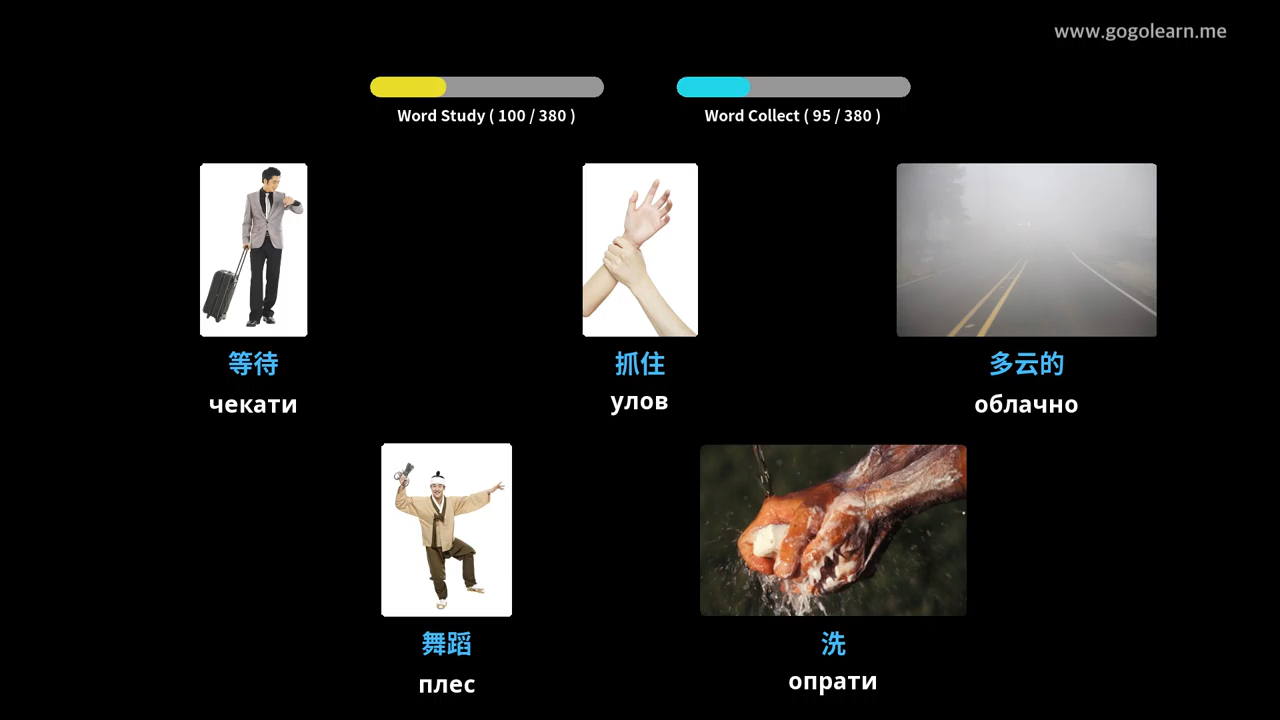 www.gogolearn.me
Word Study ( 100 / 380 )
Word Collect ( 95 / 380 )
等待
чекати
抓住
улов
多云的
облачно
舞蹈
плес
洗
опрати